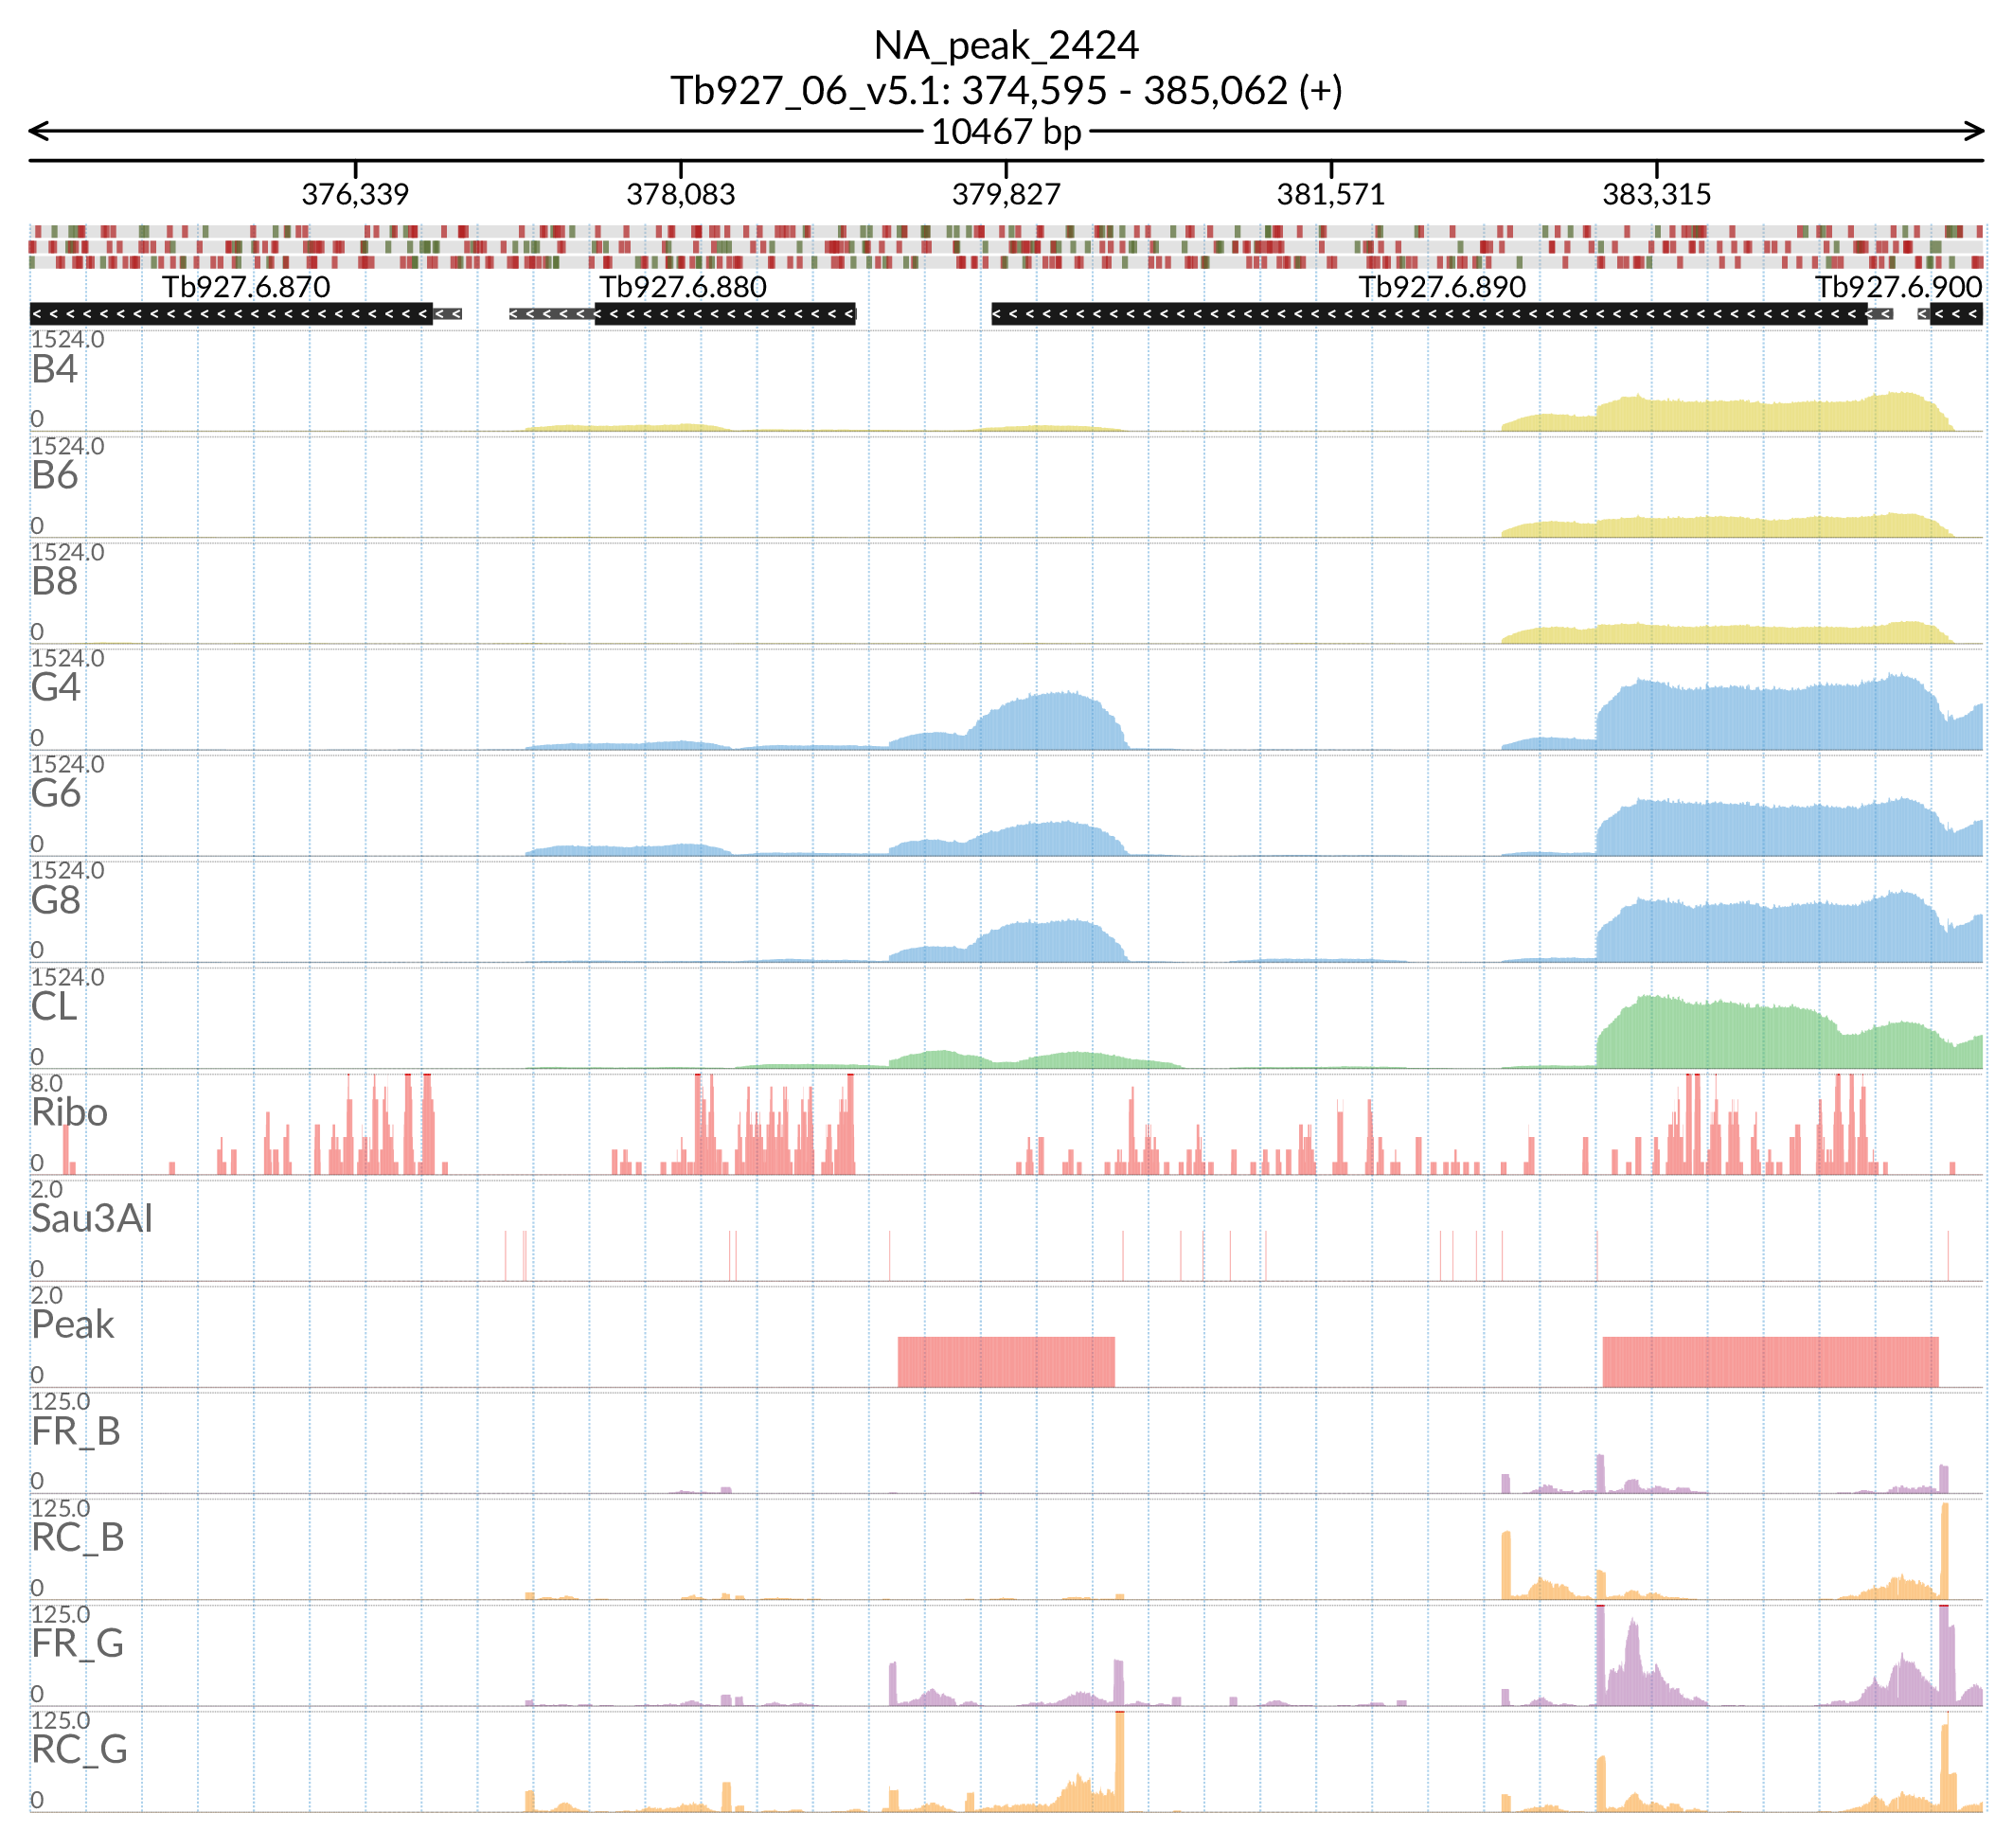 NA_peak_2424
Tb927_06_v5.1: 374,595 - 385,062 (+)
10467 bp
376,339 378,083 379,827 381,571 383,315
Tb927.6.870 Tb927.6.880 Tb927.6.890 Tb927.6.900
1524.0
B4
0
1524.0
B6
0
1524.0
B8
0
1524.0
G4
0
1524.0
G6
0
1524.0
G8
0
1524.0
CL
0
8.0
Ribo
0
2.0
Sau3AI
0
2.0
Peak
0
125.0
FR_B
0
125.0
RC_B
0
125.0
FR_G
0
125.0
RC_G
0